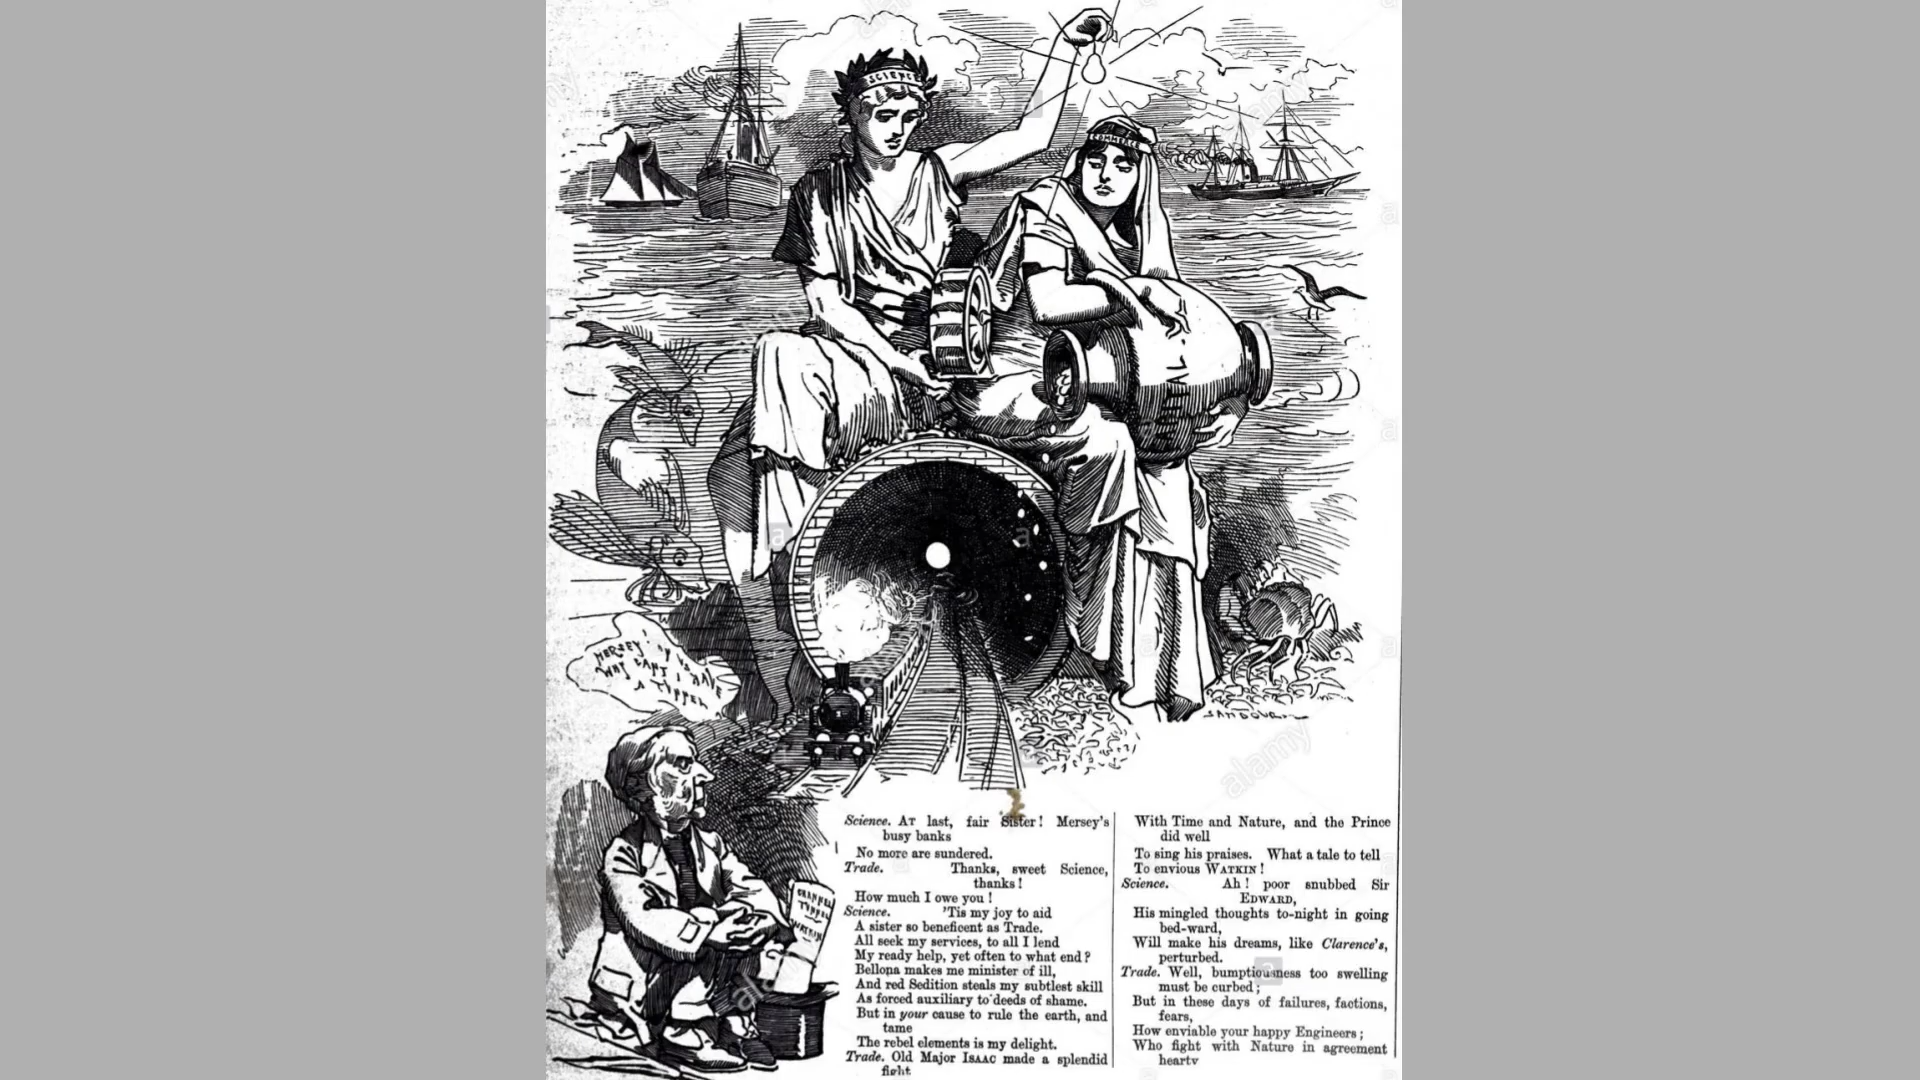 SCIENCE
COMMERCE
MERSEY! ON US
WHY CAN'T I HAVE
A TUNNEL
CHANNEL
TUNNEL
WATKIN
SAMBOURNE
Science. AT last, fair Sister! Mersey's
busy banks
No more are sundered.
Trade. Thanks, sweet Science,
thanks!
How much I owe you!
Science. 'Tis my joy to aid
A sister so beneficent as Trade.
All seek my services, to all I lend
My ready help, yet often to what end?
Bellona makes me minister of ill,
And red Sedition steals my subtlest skill
As forced auxiliary to deeds of shame.
But in your cause to rule the earth, and
tame
The rebel elements is my delight.
Trade. Old Major ISAAC made a splendid
fight
With Time and Nature, and the Prince
did well
To sing his praises. What a tale to tell
To envious WATKIN!
Science. Ah! poor snubbed Sir
EDWARD,
His mingled thoughts to-night in going
bed-ward,
Will make his dreams, like Clarence's,
perturbed.
Trade. Well, bumptiousness too swelling
must be curbed;
But in these days of failures, factions,
fears,
How enviable your happy Engineers;
Who fight with Nature in agreement
hearty
alamy
alamy